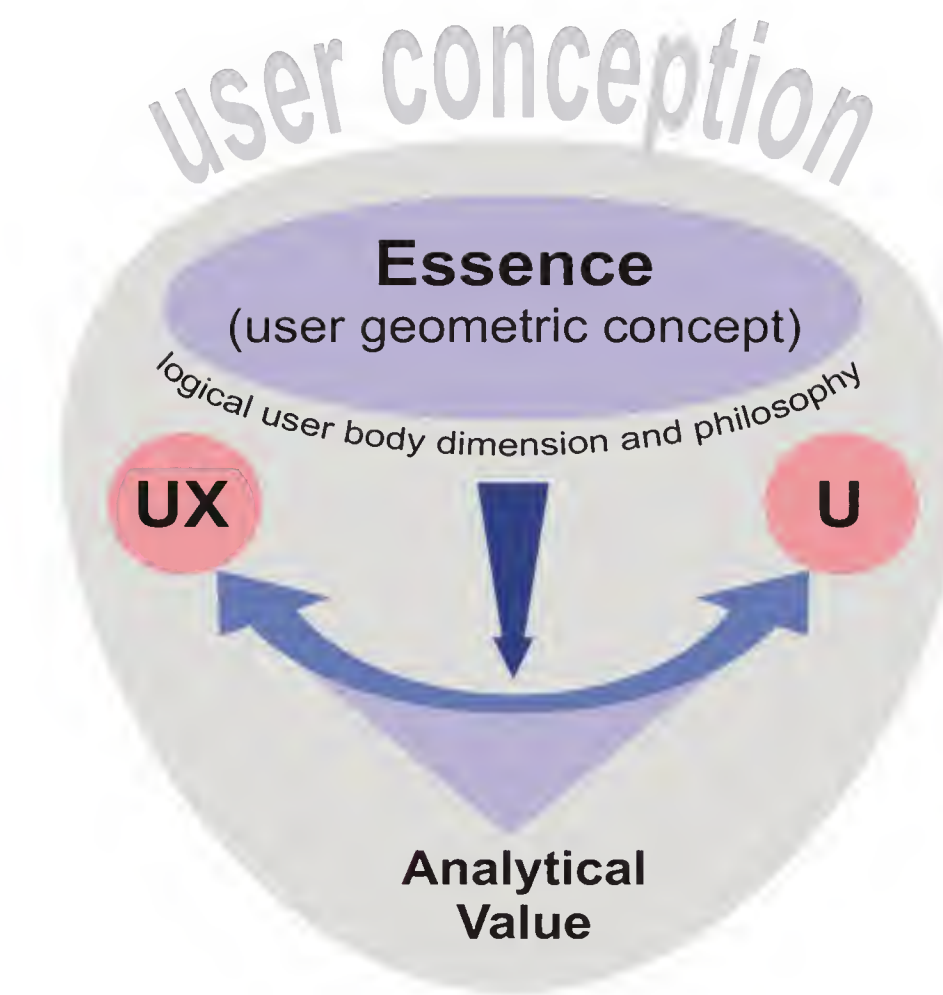 user conception
Essence
(user geometric concept)
logical user body dimension and philosophy
UX
U
Analytical
Value